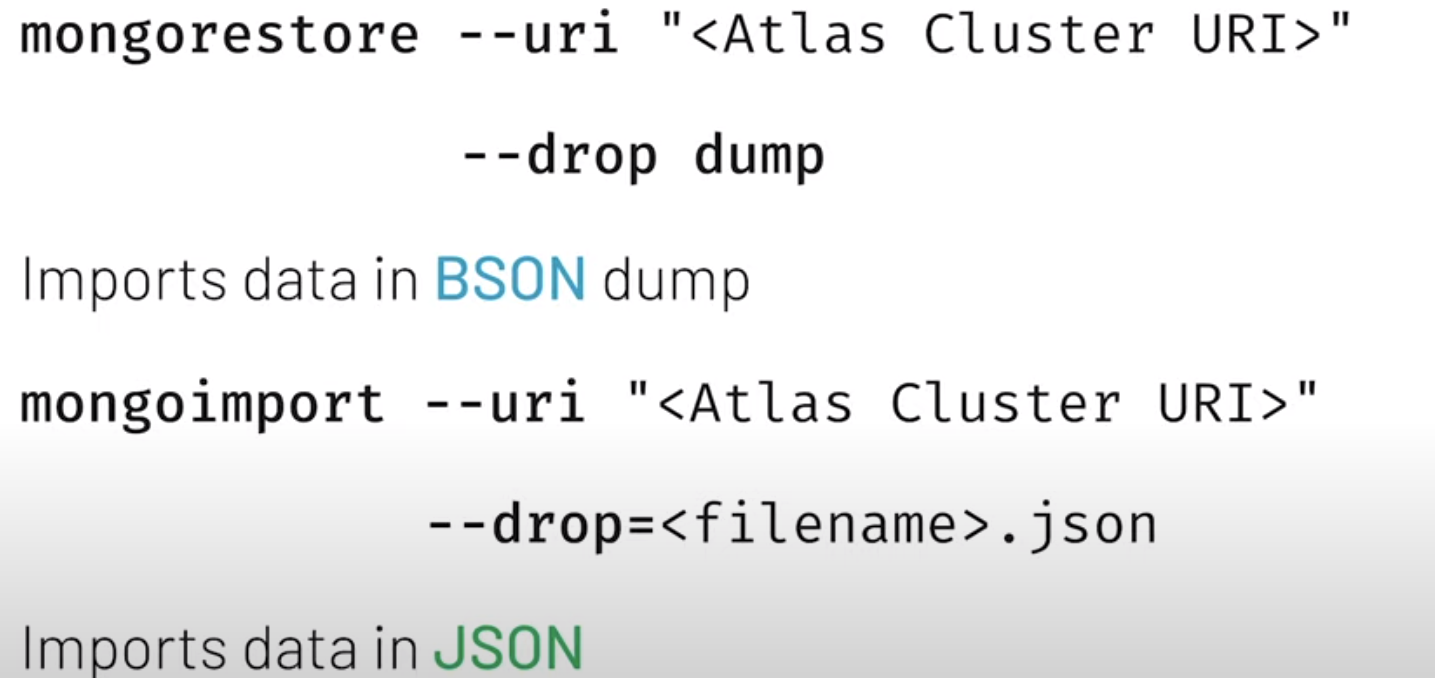 mongorestore --uri "<Atlas Cluster URI>"
--drop dump
Imports data in BSON dump
mongoimport --uri "<Atlas Cluster URI>"
--drop=<filename>.json
Imports data in JSON